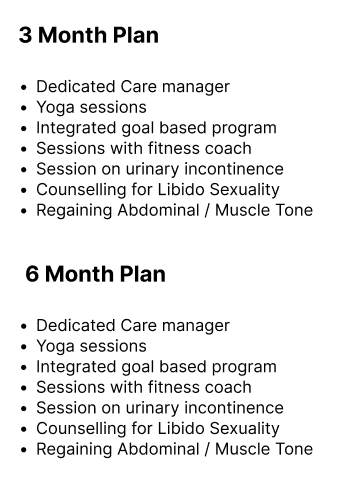 3 Month Plan
• Dedicated Care manager
• Yoga sessions
• Integrated goal based program
• Sessions with fitness coach
• Session on urinary incontinence
• Counselling for Libido Sexuality
• Regaining Abdominal / Muscle Tone
6 Month Plan
• Dedicated Care manager
• Yoga sessions
• Integrated goal based program
• Sessions with fitness coach
• Session on urinary incontinence
• Counselling for Libido Sexuality
• Regaining Abdominal / Muscle Tone